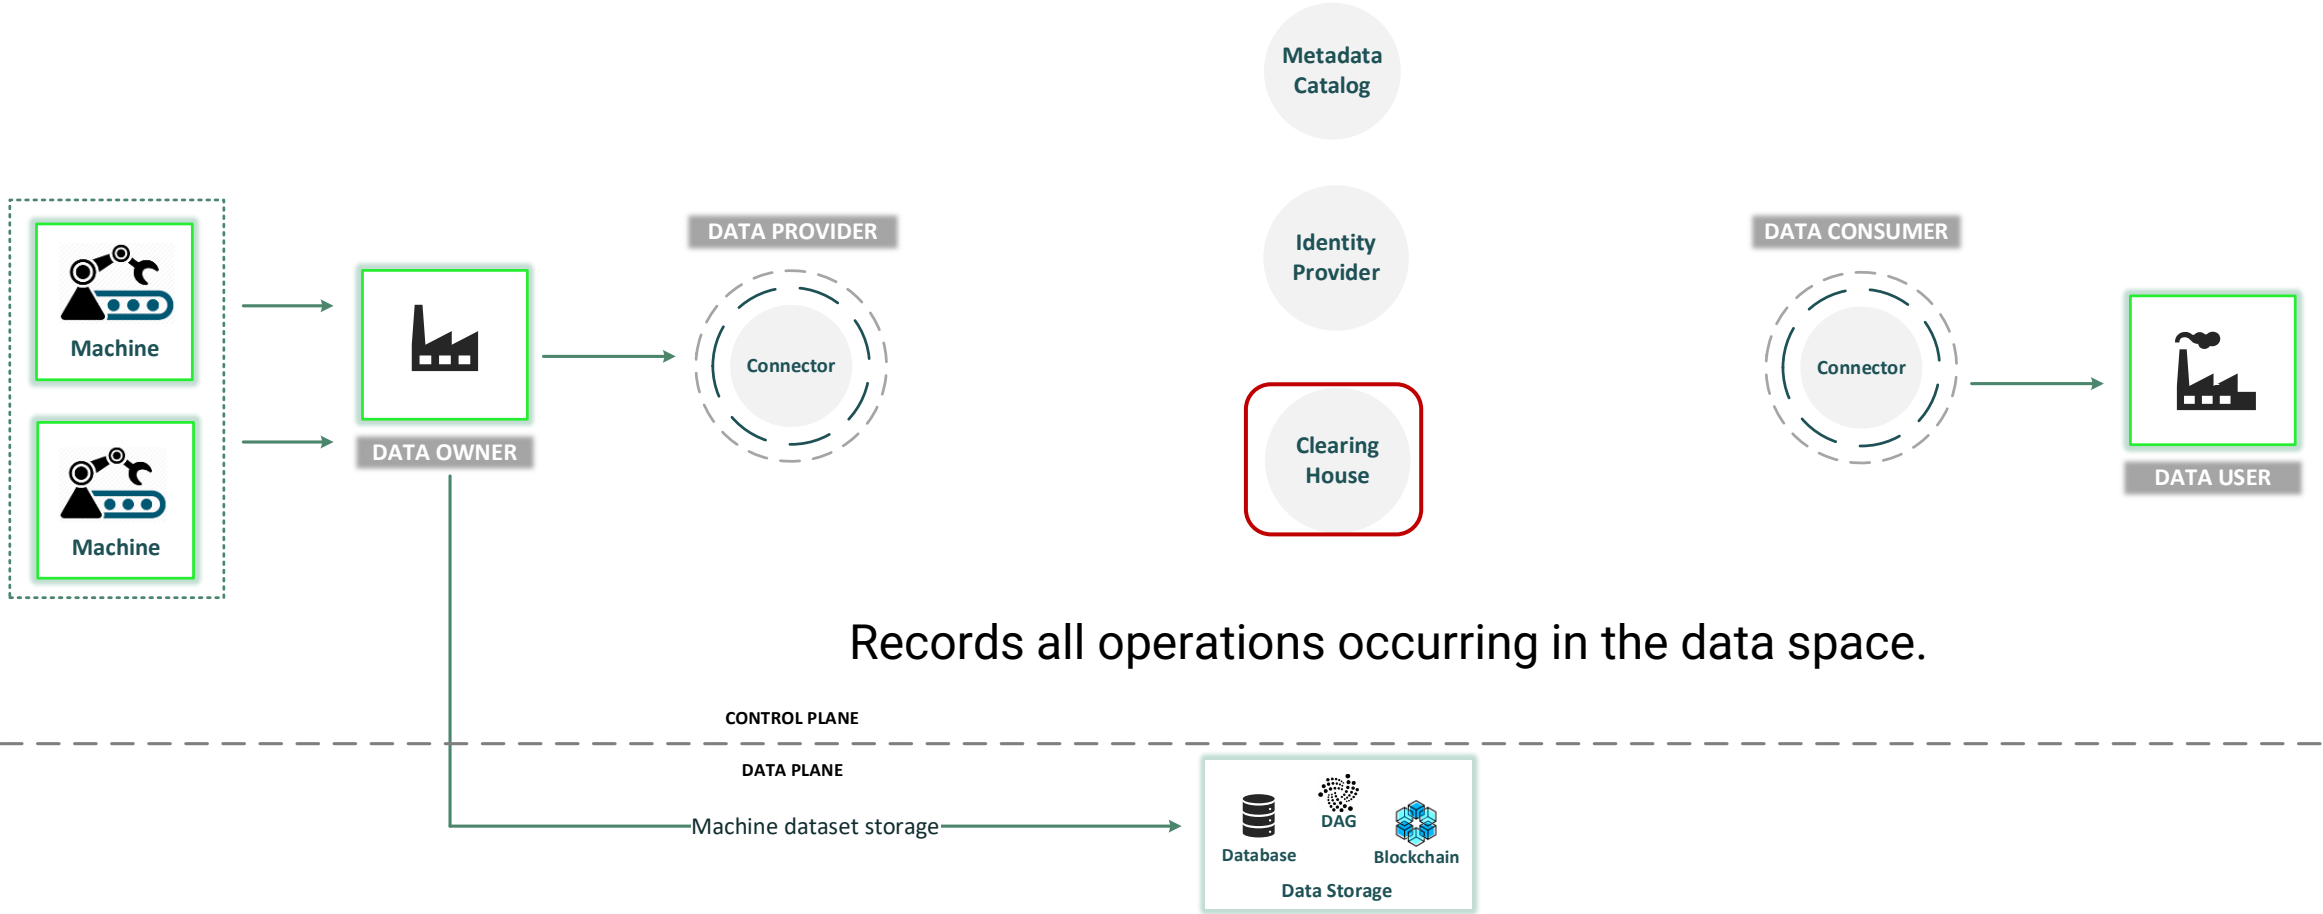 Metadata
Catalog
Identity
Provider
DATA PROVIDER
DATA CONSUMER
Machine
Connector
Connector
DATA OWNER
Clearing
House
DATA USER
Machine
Records all operations occurring in the data space.
CONTROL PLANE
DATA PLANE
Machine dataset storage
DAG
Database
Blockchain
Data Storage